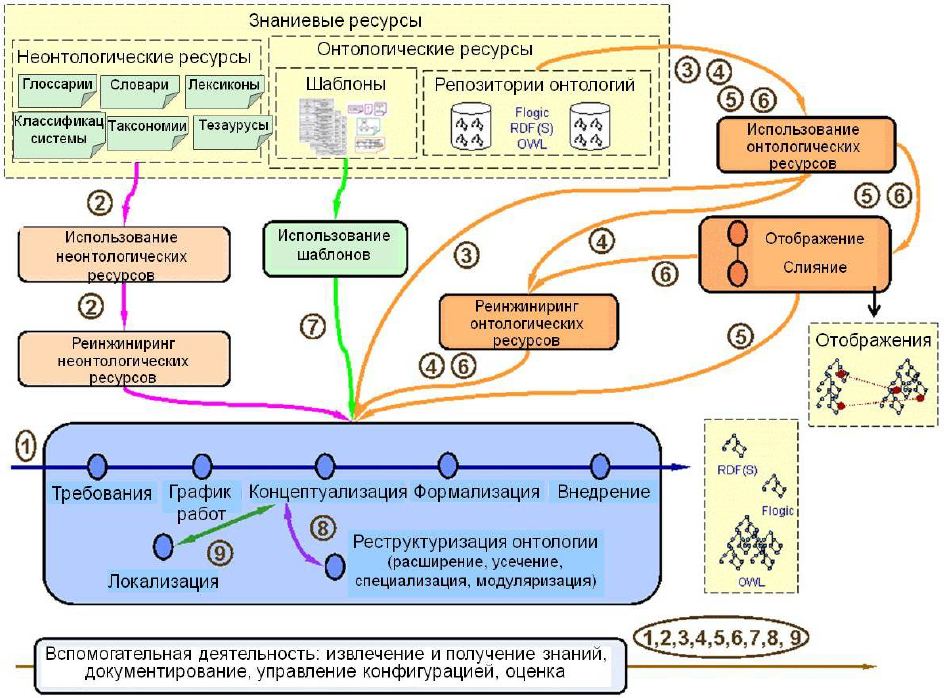 Знаниевые ресурсы
Неонтологические ресурсы
Онтологические ресурсы
Глоссарии
Словари
Лексиконы
Классификац
системы
Таксономии
Тезаурусы
Шаблоны
Репозитории онтологий
Flogic
RDF(S)
OWL
3 4
5 6
Использование
онтологических
ресурсов
2
7
5 6
Использование
неонтологических
ресурсов
Использование
шаблонов
3
4
6
Отображение
Слияние
2
Реинжиниринг
неонтологических
ресурсов
Реинжиниринг
онтологических
ресурсов
4 6
5
Отображения
1
Требования
График
работ
Концептуализация
Формализация
Внедрение
9
8
Локализация
Реструктуризация онтологии
(расширение, усечение,
специализация, модуляризация)
RDF(S)
Flogic
OWL
1,2,3,4,5,6,7,8, 9
Вспомогательная деятельность: извлечение и получение знаний,
документирование, управление конфигурацией, оценка